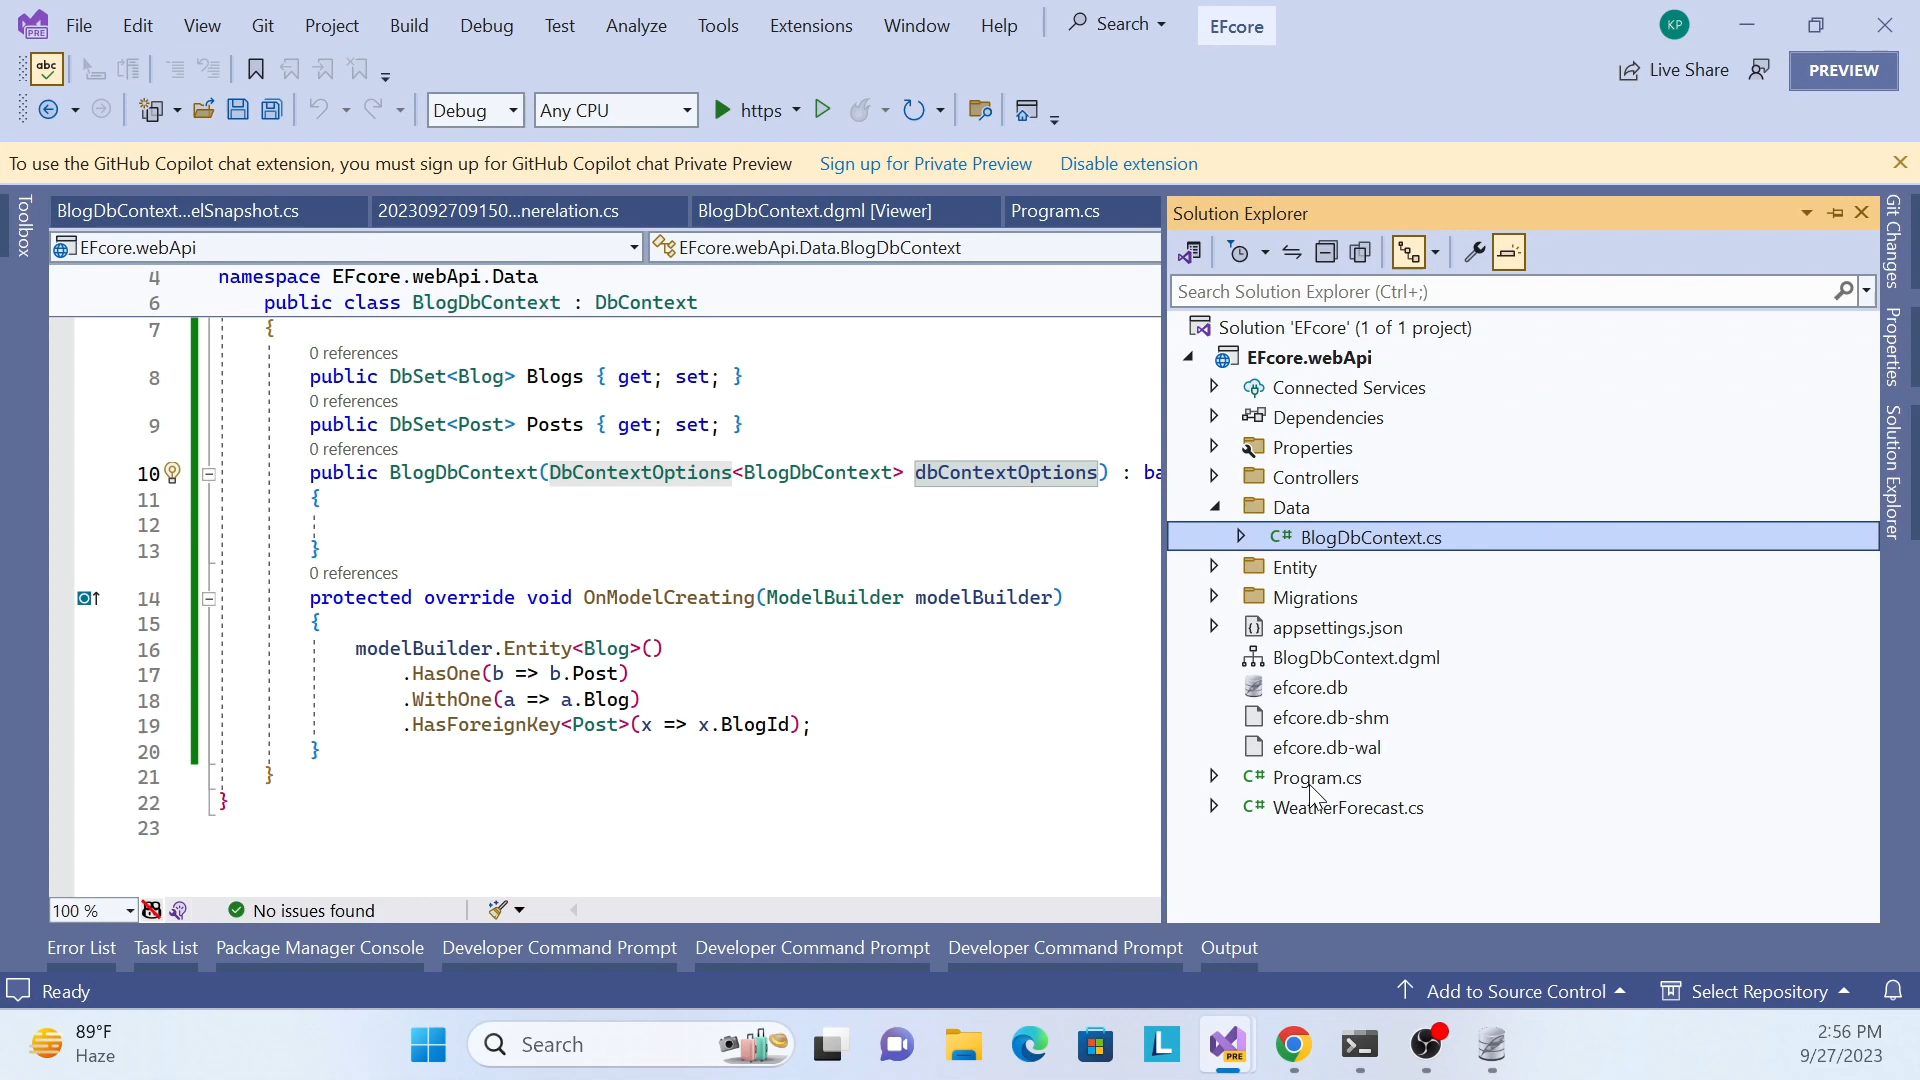 PRE File Edit View Git Project Build Debug Test Analyze Tools Extensions Window Help Search EFcore KP
abc Live Share PREVIEW
Debug Any CPU https
To use the GitHub Copilot chat extension, you must sign up for GitHub Copilot chat Private Preview Sign up for Private Preview Disable extension
Toolbox
BlogDbContext...elSnapshot.cs 2023092709150...nerelation.cs BlogDbContext.dgml [Viewer] Program.cs
EFcore.webApi EFcore.webApi.Data.BlogDbContext
4 namespace EFcore.webApi.Data
6 public class BlogDbContext : DbContext
7 {
0 references
8 public DbSet<Blog> Blogs { get; set; }
0 references
9 public DbSet<Post> Posts { get; set; }
0 references
10 public BlogDbContext(DbContextOptions<BlogDbContext> dbContextOptions) : ba
11 {
12
13 }
0 references
14 protected override void OnModelCreating(ModelBuilder modelBuilder)
15 {
16 modelBuilder.Entity<Blog>()
17 .HasOne(b => b.Post)
18 .WithOne(a => a.Blog)
19 .HasForeignKey<Post>(x => x.BlogId);
20 }
21 }
22 }
23
100 % No issues found
Solution Explorer
Search Solution Explorer (Ctrl+;)
Solution 'EFcore' (1 of 1 project)
EFcore.webApi
Connected Services
Dependencies
Properties
Controllers
Data
C# BlogDbContext.cs
Entity
Migrations
appsettings.json
BlogDbContext.dgml
efcore.db
efcore.db-shm
efcore.db-wal
C# Program.cs
C# WeatherForecast.cs
Git Changes
Properties
Solution Explorer
Error List Task List Package Manager Console Developer Command Prompt Developer Command Prompt Developer Command Prompt Output
Ready Add to Source Control Select Repository
89°F
Haze
Search
L
PRE
2:56 PM
9/27/2023